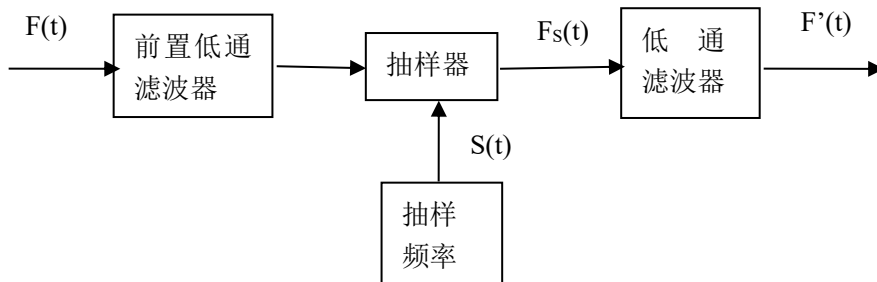 F(t)
前置低通
滤波器
抽样器
FS(t)
低 通
滤波器
F’(t)
S(t)
抽样
频率